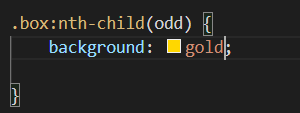 .box:nth-child(odd) {
    background: gold;
}